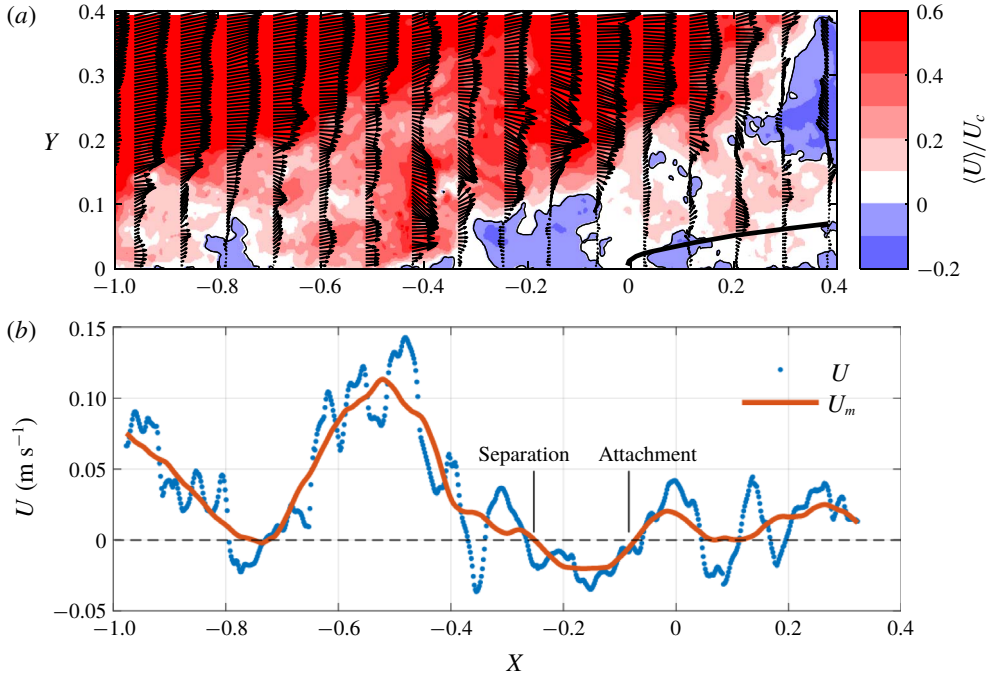 (a)
0.4
0.3
Y
0.2
0.1
0
−1.0 −0.8 −0.6 −0.4 −0.2 0 0.2 0.4
0.6
0.4
0.2
0
−0.2
⟨U⟩/U_c
(b)
0.15
0.10
0.05
0
−0.05
U (m s⁻¹)
U
U_m
Separation Attachment
−1.0 −0.8 −0.6 −0.4 −0.2 0 0.2 0.4
X